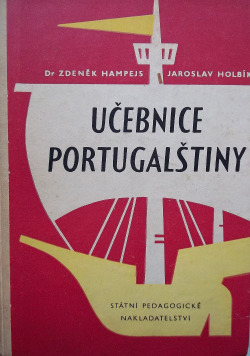 Dr ZDENĚK HAMPEJS JAROSLAV HOLBÍK
UČEBNICE
PORTUGALŠTINY
STÁTNÍ PEDAGOGICKÉ
NAKLADATELSTVÍ